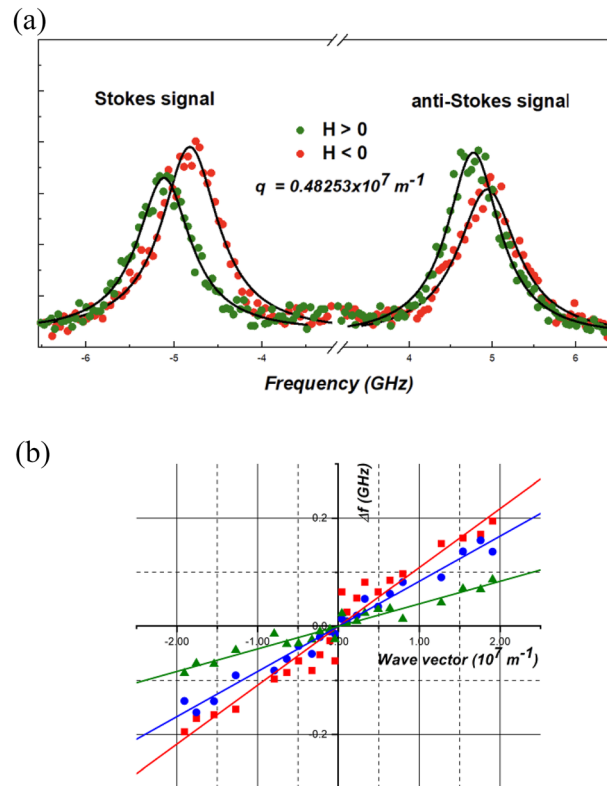 (a)
Stokes signal
anti-Stokes signal
H > 0
H < 0
q = 0.48253x10^7 m^-1
-6 -5 -4 4 5 6
Frequency (GHz)
(b)
Δf (GHz)
0.2
0.0
-2.00 -1.00 0.0 1.00 2.00
Wave vector (10^7 m^-1)
-0.2